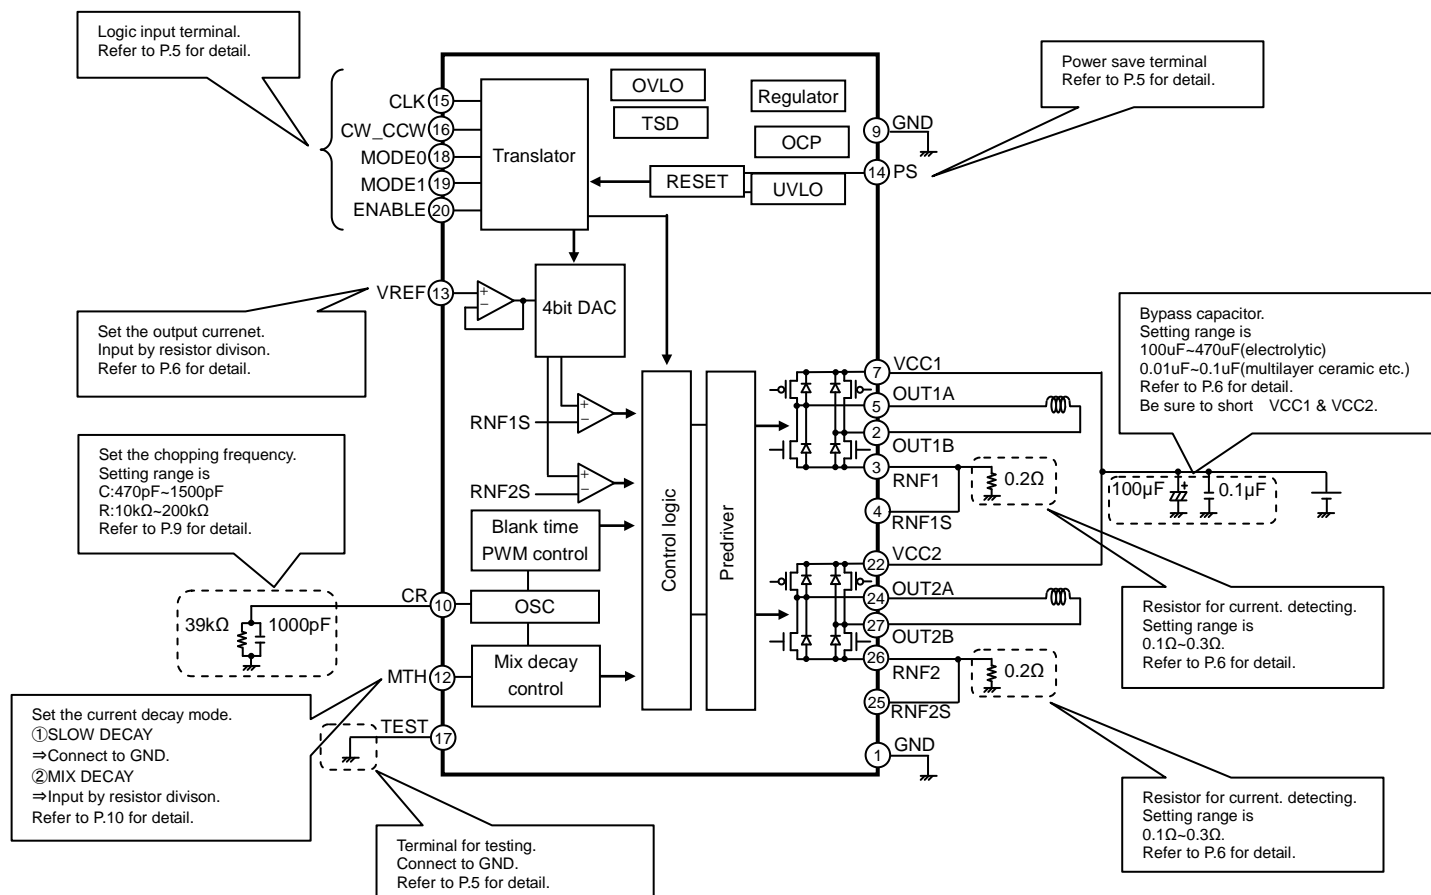 Logic input terminal.
Refer to P.5 for detail.
Power save terminal
Refer to P.5 for detail.
CLK 15
CW_CCW 16
MODE0 18
MODE1 19
ENABLE 20
Translator
OVLO
TSD
Regulator
OCP
RESET
UVLO
9 GND
14 PS
VREF 13
+
−
4bit DAC
Set the output currenet.
Input by resistor divison.
Refer to P.6 for detail.
Bypass capacitor.
Setting range is
100uF~470uF(electrolytic)
0.01uF~0.1uF(multilayer ceramic etc.)
Refer to P.6 for detail.
Be sure to short VCC1 & VCC2.
RNF1S
+
−
RNF2S
+
−
Blank time
PWM control
OSC
Mix decay
control
Control logic
Predriver
7 VCC1
5 OUT1A
2 OUT1B
3 RNF1
4 RNF1S
0.2Ω
22 VCC2
24 OUT2A
27 OUT2B
26 RNF2
25 RNF2S
0.2Ω
1 GND
100µF
+
0.1µF
Set the chopping frequency.
Setting range is
C:470pF~1500pF
R:10kΩ~200kΩ
Refer to P.9 for detail.
CR 10
39kΩ
1000pF
MTH 12
TEST 17
Set the current decay mode.
①SLOW DECAY
⇒Connect to GND.
②MIX DECAY
⇒Input by resistor divison.
Refer to P.10 for detail.
Terminal for testing.
Connect to GND.
Refer to P.5 for detail.
Resistor for current. detecting.
Setting range is
0.1Ω~0.3Ω.
Refer to P.6 for detail.
Resistor for current. detecting.
Setting range is
0.1Ω~0.3Ω.
Refer to P.6 for detail.